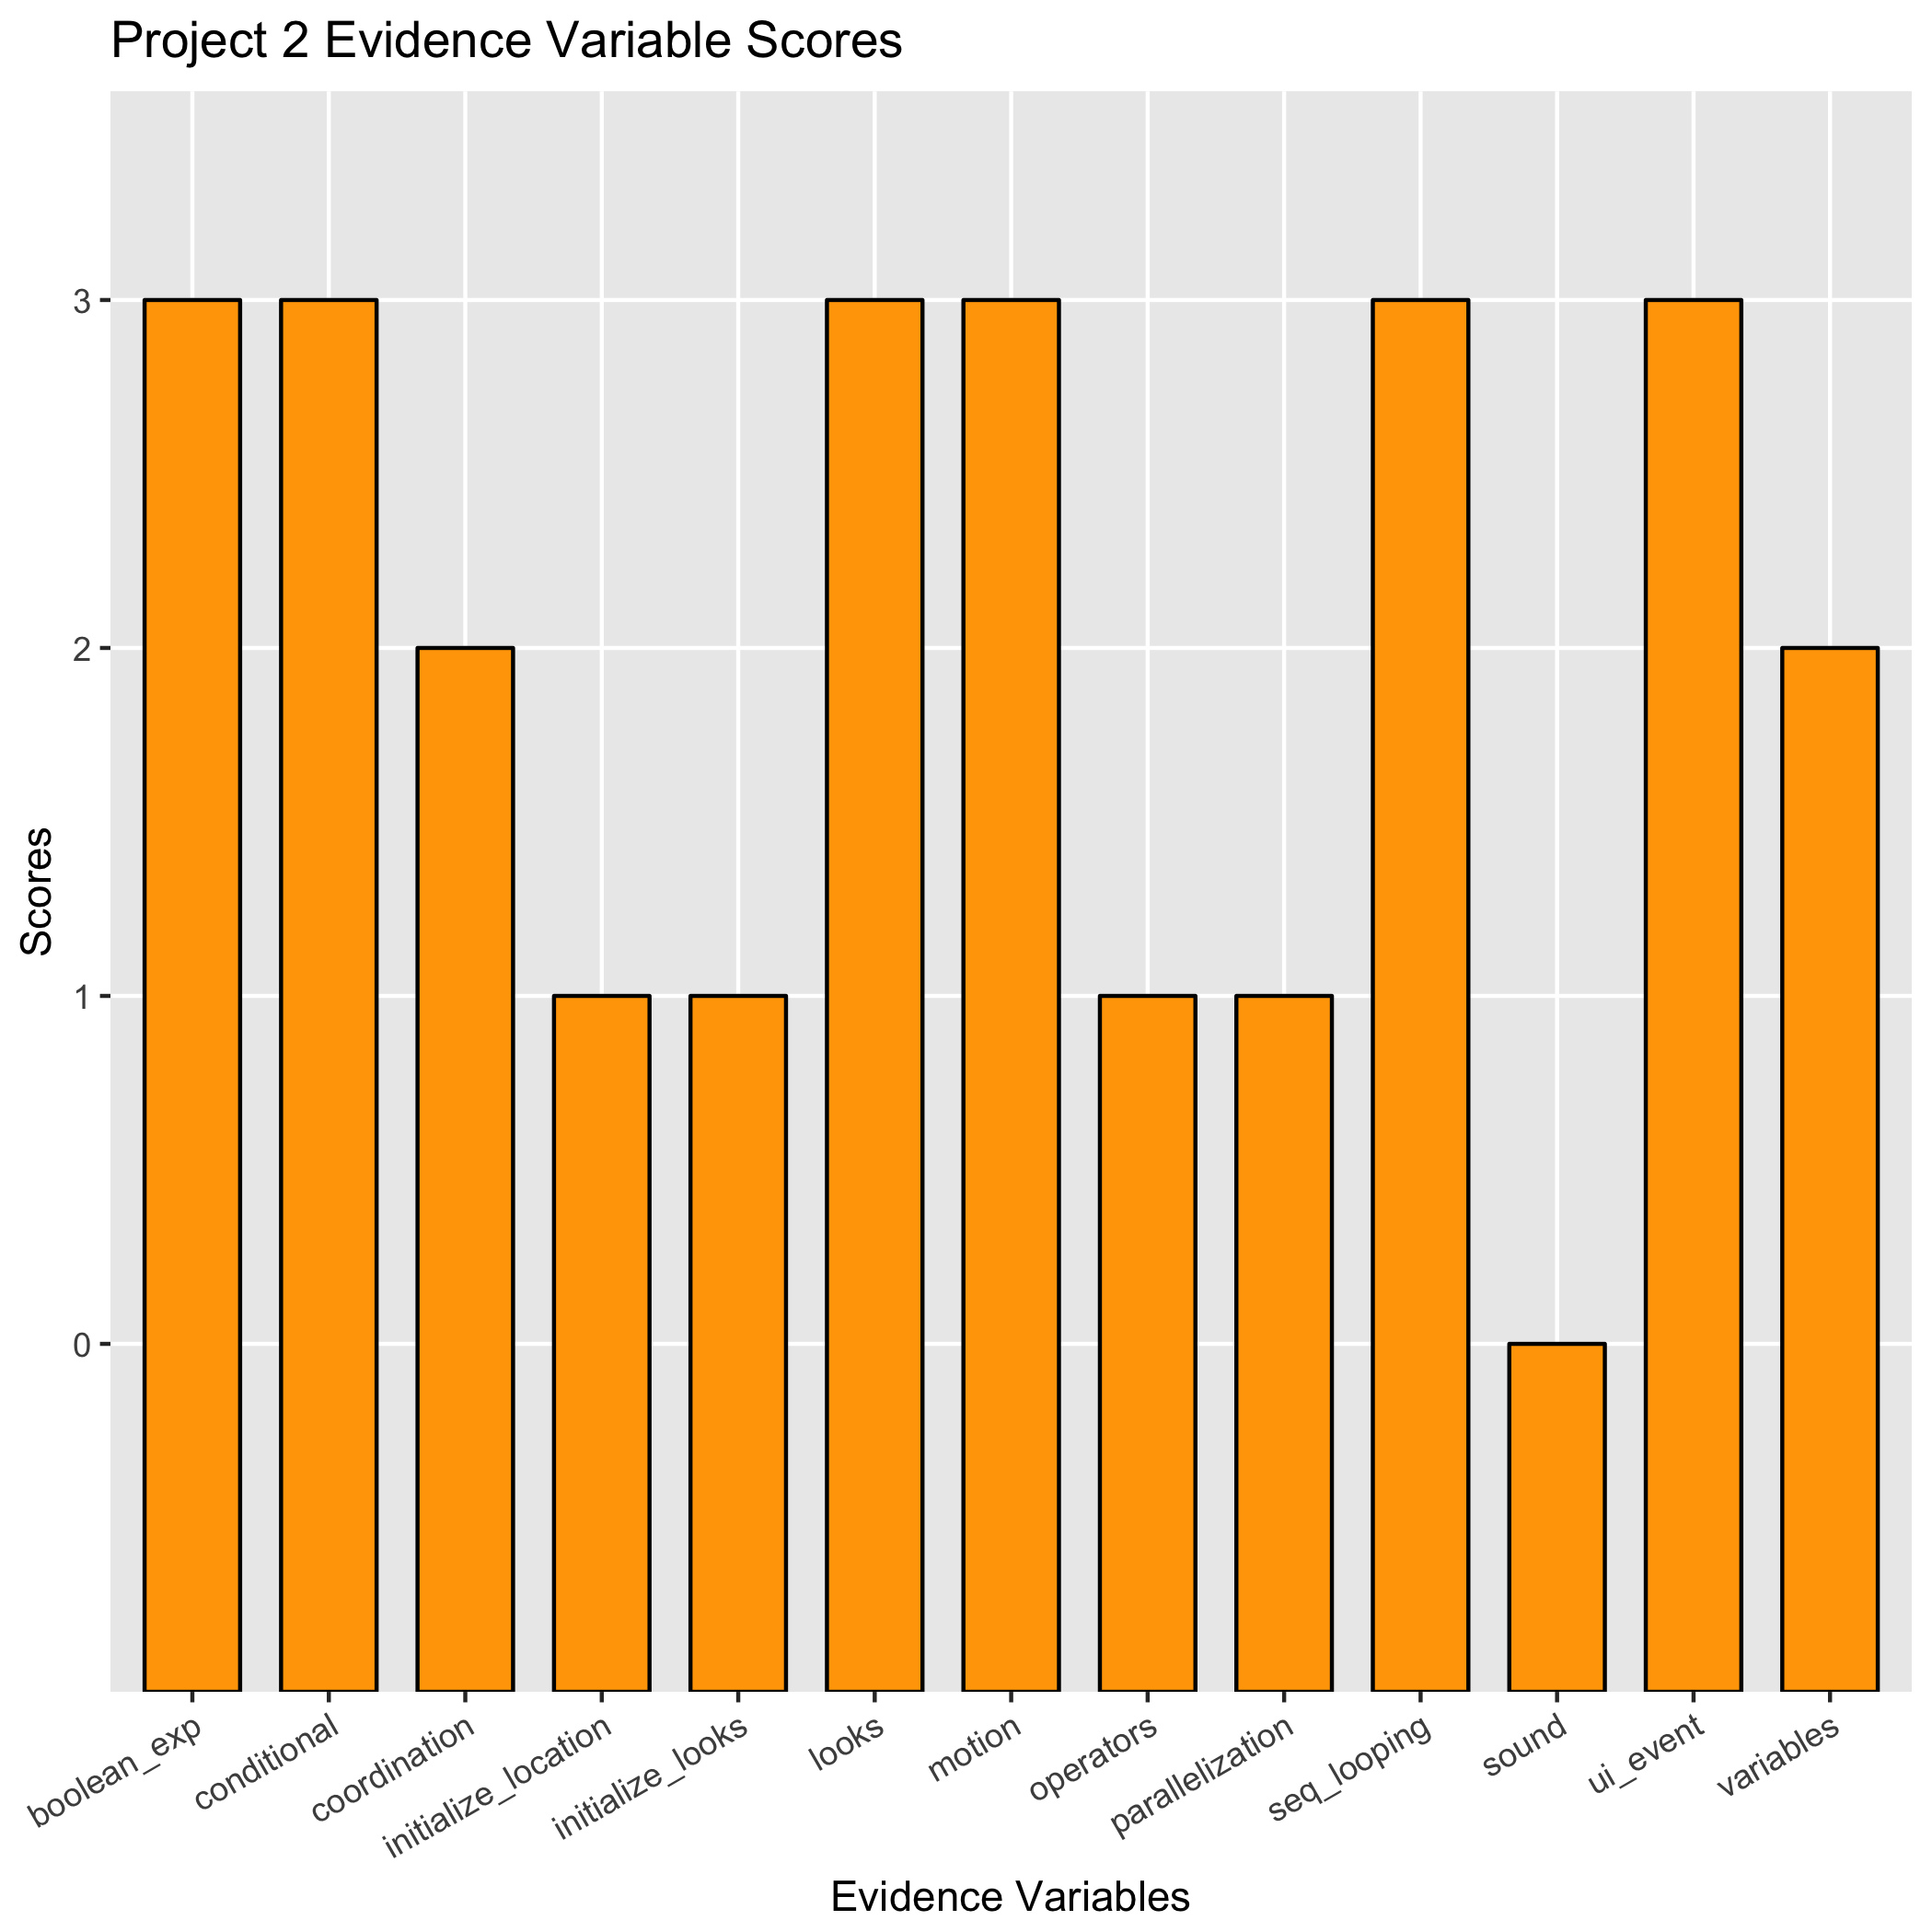 Project 2 Evidence Variable Scores
Scores
3
2
1
0
boolean_exp
conditional
coordination
initialize_location
initialize_looks
looks
motion
operators
parallelization
seq_looping
sound
ui_event
variables
Evidence Variables